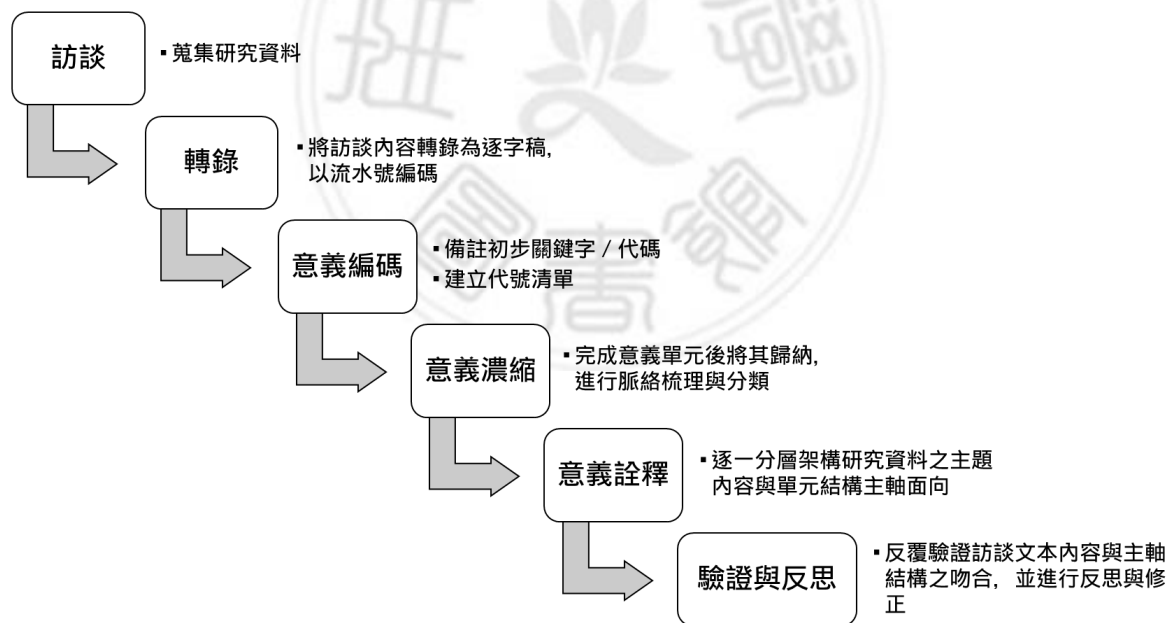 訪談
▪蒐集研究資料
轉錄
▪將訪談內容轉錄為逐字稿,
以流水號編碼
意義編碼
▪備註初步關鍵字 / 代碼
▪建立代號清單
意義濃縮
▪完成意義單元後將其歸納,
進行脈絡梳理與分類
意義詮釋
▪逐一分層架構研究資料之主題
內容與單元結構主軸面向
驗證與反思
▪反覆驗證訪談文本內容與主軸
結構之吻合, 並進行反思與修
正